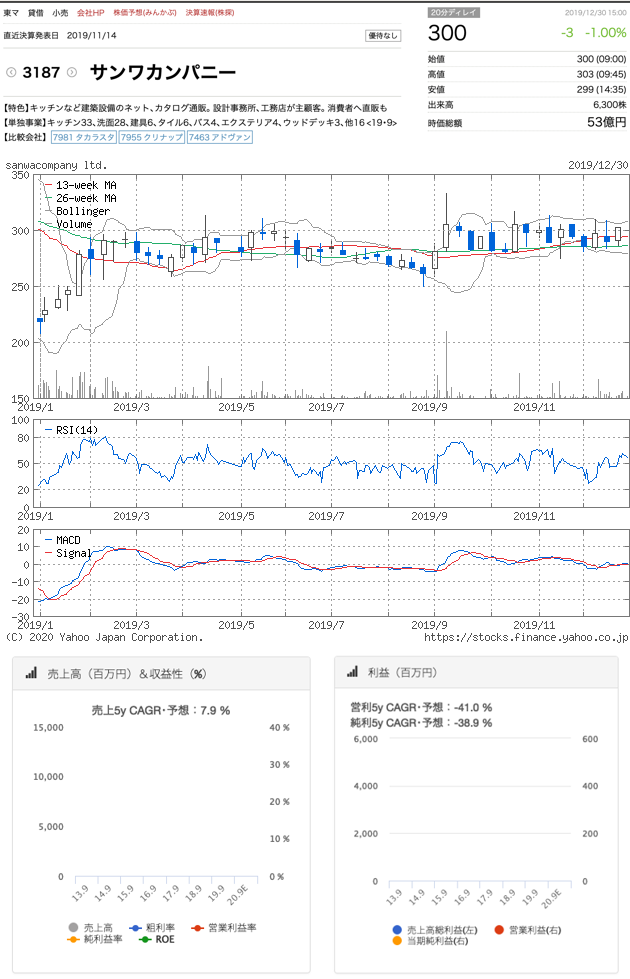 東マ 貸借 小売 会社HP 株価予想(みんかぶ) 決算速報(株探)
直近決算発表日 2019/11/14 優待なし
3187 サンワカンパニー
20分ディレイ 2019/12/30 15:00
300 -3 -1.00%
始値 300 (09:00)
高値 303 (09:45)
安値 299 (14:35)
出来高 6,300株
時価総額 53億円
【特色】キッチンなど建築設備のネット、カタログ通販。設計事務所、工務店が主顧客。消費者へ直販も
【単独事業】キッチン33、洗面28、建具6、タイル6、バス4、エクステリア4、ウッドデッキ3、他16<19・9>
【比較会社】 7981 タカラスタ 7955 クリナップ 7463 アドヴァン
sanwacompany ltd. 2019/12/30
13-week MA
26-week MA
Bollinger
Volume
350
300
250
200
150
2019/1 2019/3 2019/5 2019/7 2019/9 2019/11
RSI(14)
100
80
50
20
0
2019/1 2019/3 2019/5 2019/7 2019/9 2019/11
MACD
Signal
20
10
0
-10
-20
-30
2019/1 2019/3 2019/5 2019/7 2019/9 2019/11
(C) 2020 Yahoo Japan Corporation. https://stocks.finance.yahoo.co.jp
売上高（百万円）＆収益性（%）
売上5y CAGR・予想：7.9 %
15,000 40 %
30 %
10,000
20 %
5,000
10 %
0 0 %
13.9 14.9 15.9 16.9 17.9 18.9 19.9 20.9E
売上高 粗利率 営業利益率
純利益率 ROE
利益（百万円）
営利5y CAGR・予想：-41.0 %
純利5y CAGR・予想：-38.9 %
6,000 600
4,000 400
2,000 200
0 0
13.9 14.9 15.9 16.9 17.9 18.9 19.9 20.9E
売上高総利益(左) 営業利益(右)
当期純利益(右)